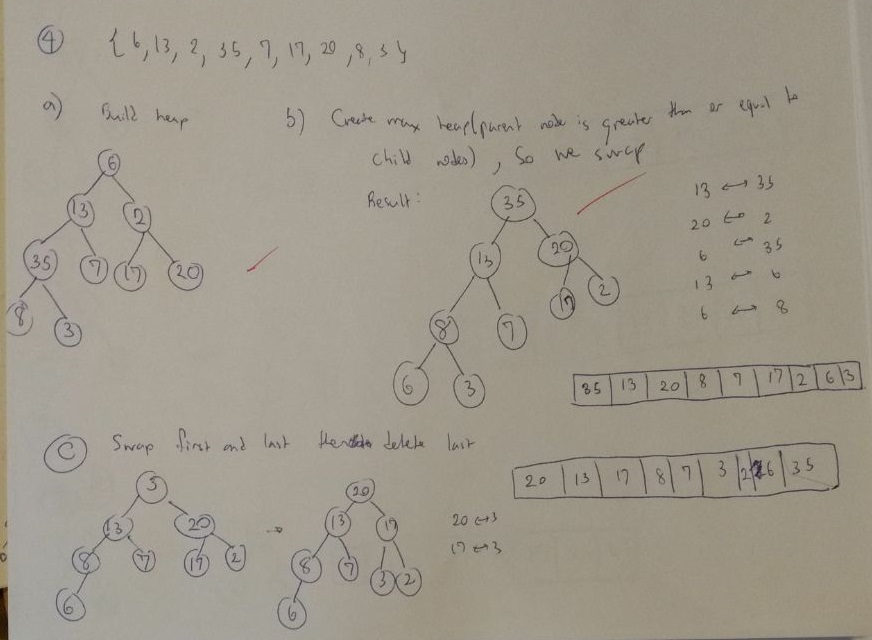 ④ { 6, 13, 2, 35, 7, 17, 20, 8, 3 }
a) Build heap
b) Create max heap (parent node is greater than or equal to
child nodes), So we swap
Result:
6
13 2
35 7 17 20
8 3
35
13 20
8 7 17 2
6 3
13 ↔ 35
20 ↔ 2
6 ↔ 35
13 ↔ 6
6 ↔ 8
35 | 13 | 20 | 8 | 7 | 17 | 2 | 6 | 3
C Swap first and last then delete last
3
13 20
8 7 17 2
6
→
20
13 17
8 7 3 2
6
20 ↔ 3
17 ↔ 3
20 | 13 | 17 | 8 | 7 | 3 | 2 | 6 | 35